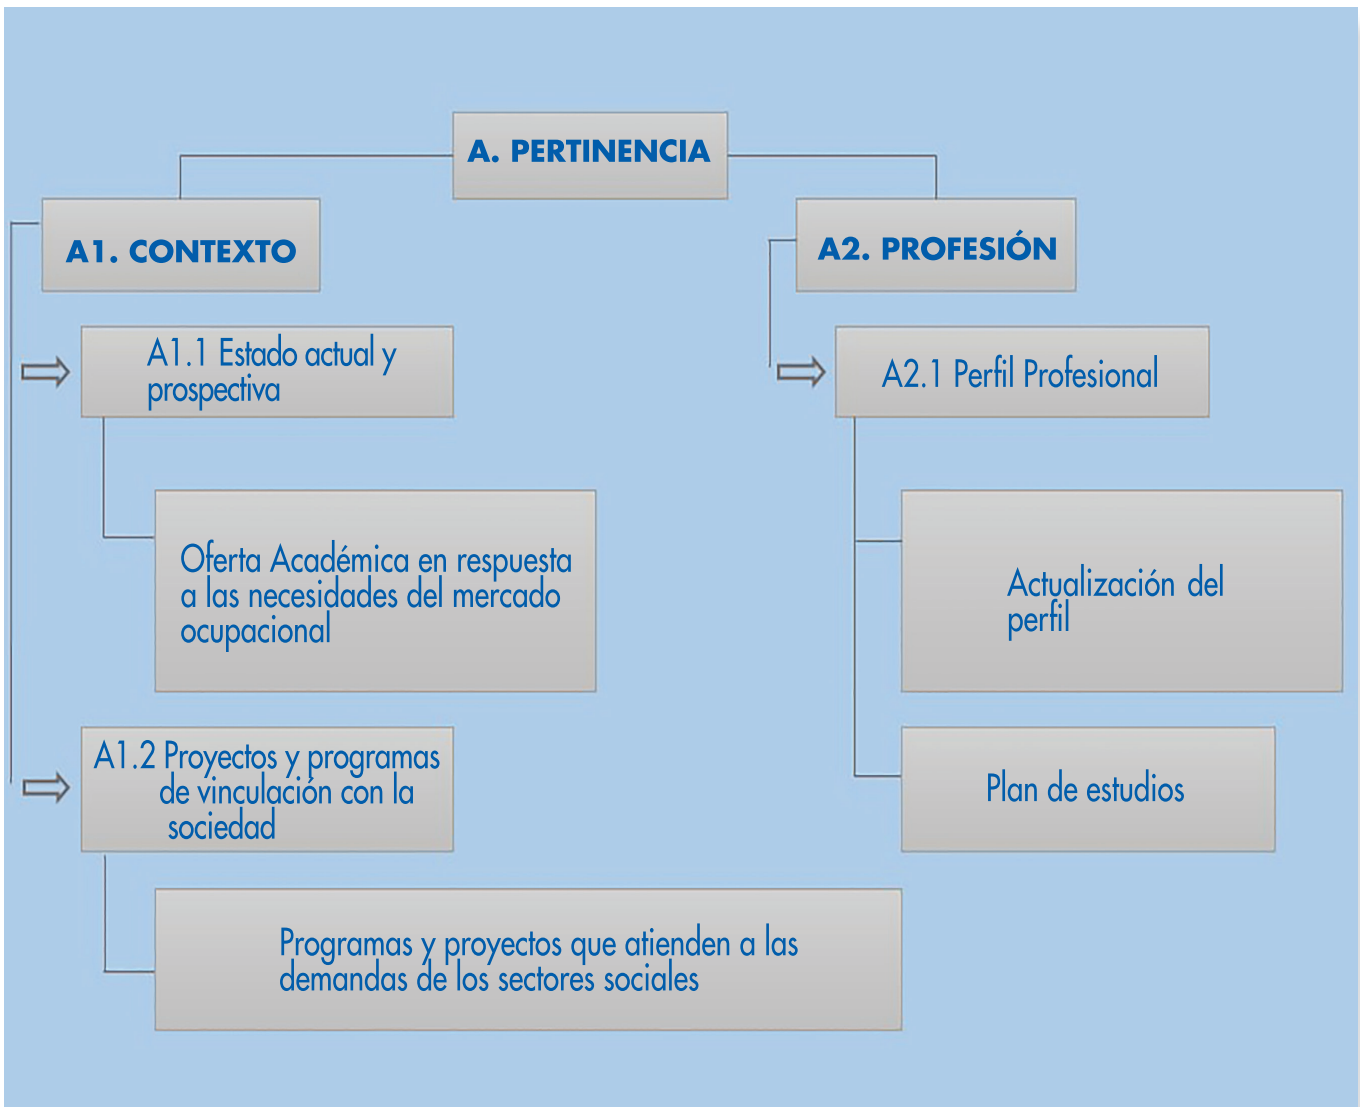 A. PERTINENCIA
A1. CONTEXTO
A2. PROFESIÓN
A1.1 Estado actual y
prospectiva
A2.1 Perfil Profesional
Oferta Académica en respuesta
a las necesidades del mercado
ocupacional
Actualización del
perfil
A1.2 Proyectos y programas
de vinculación con la
sociedad
Plan de estudios
Programas y proyectos que atienden a las
demandas de los sectores sociales